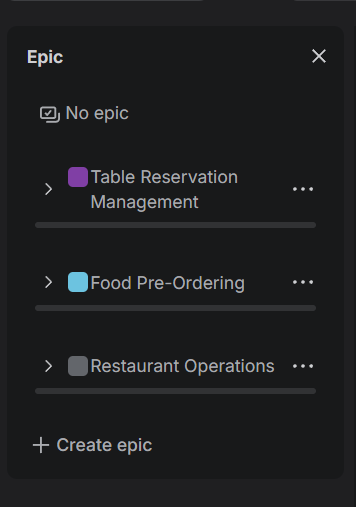 Epic
No epic
Table Reservation
Management
Food Pre-Ordering
Restaurant Operations
Create epic